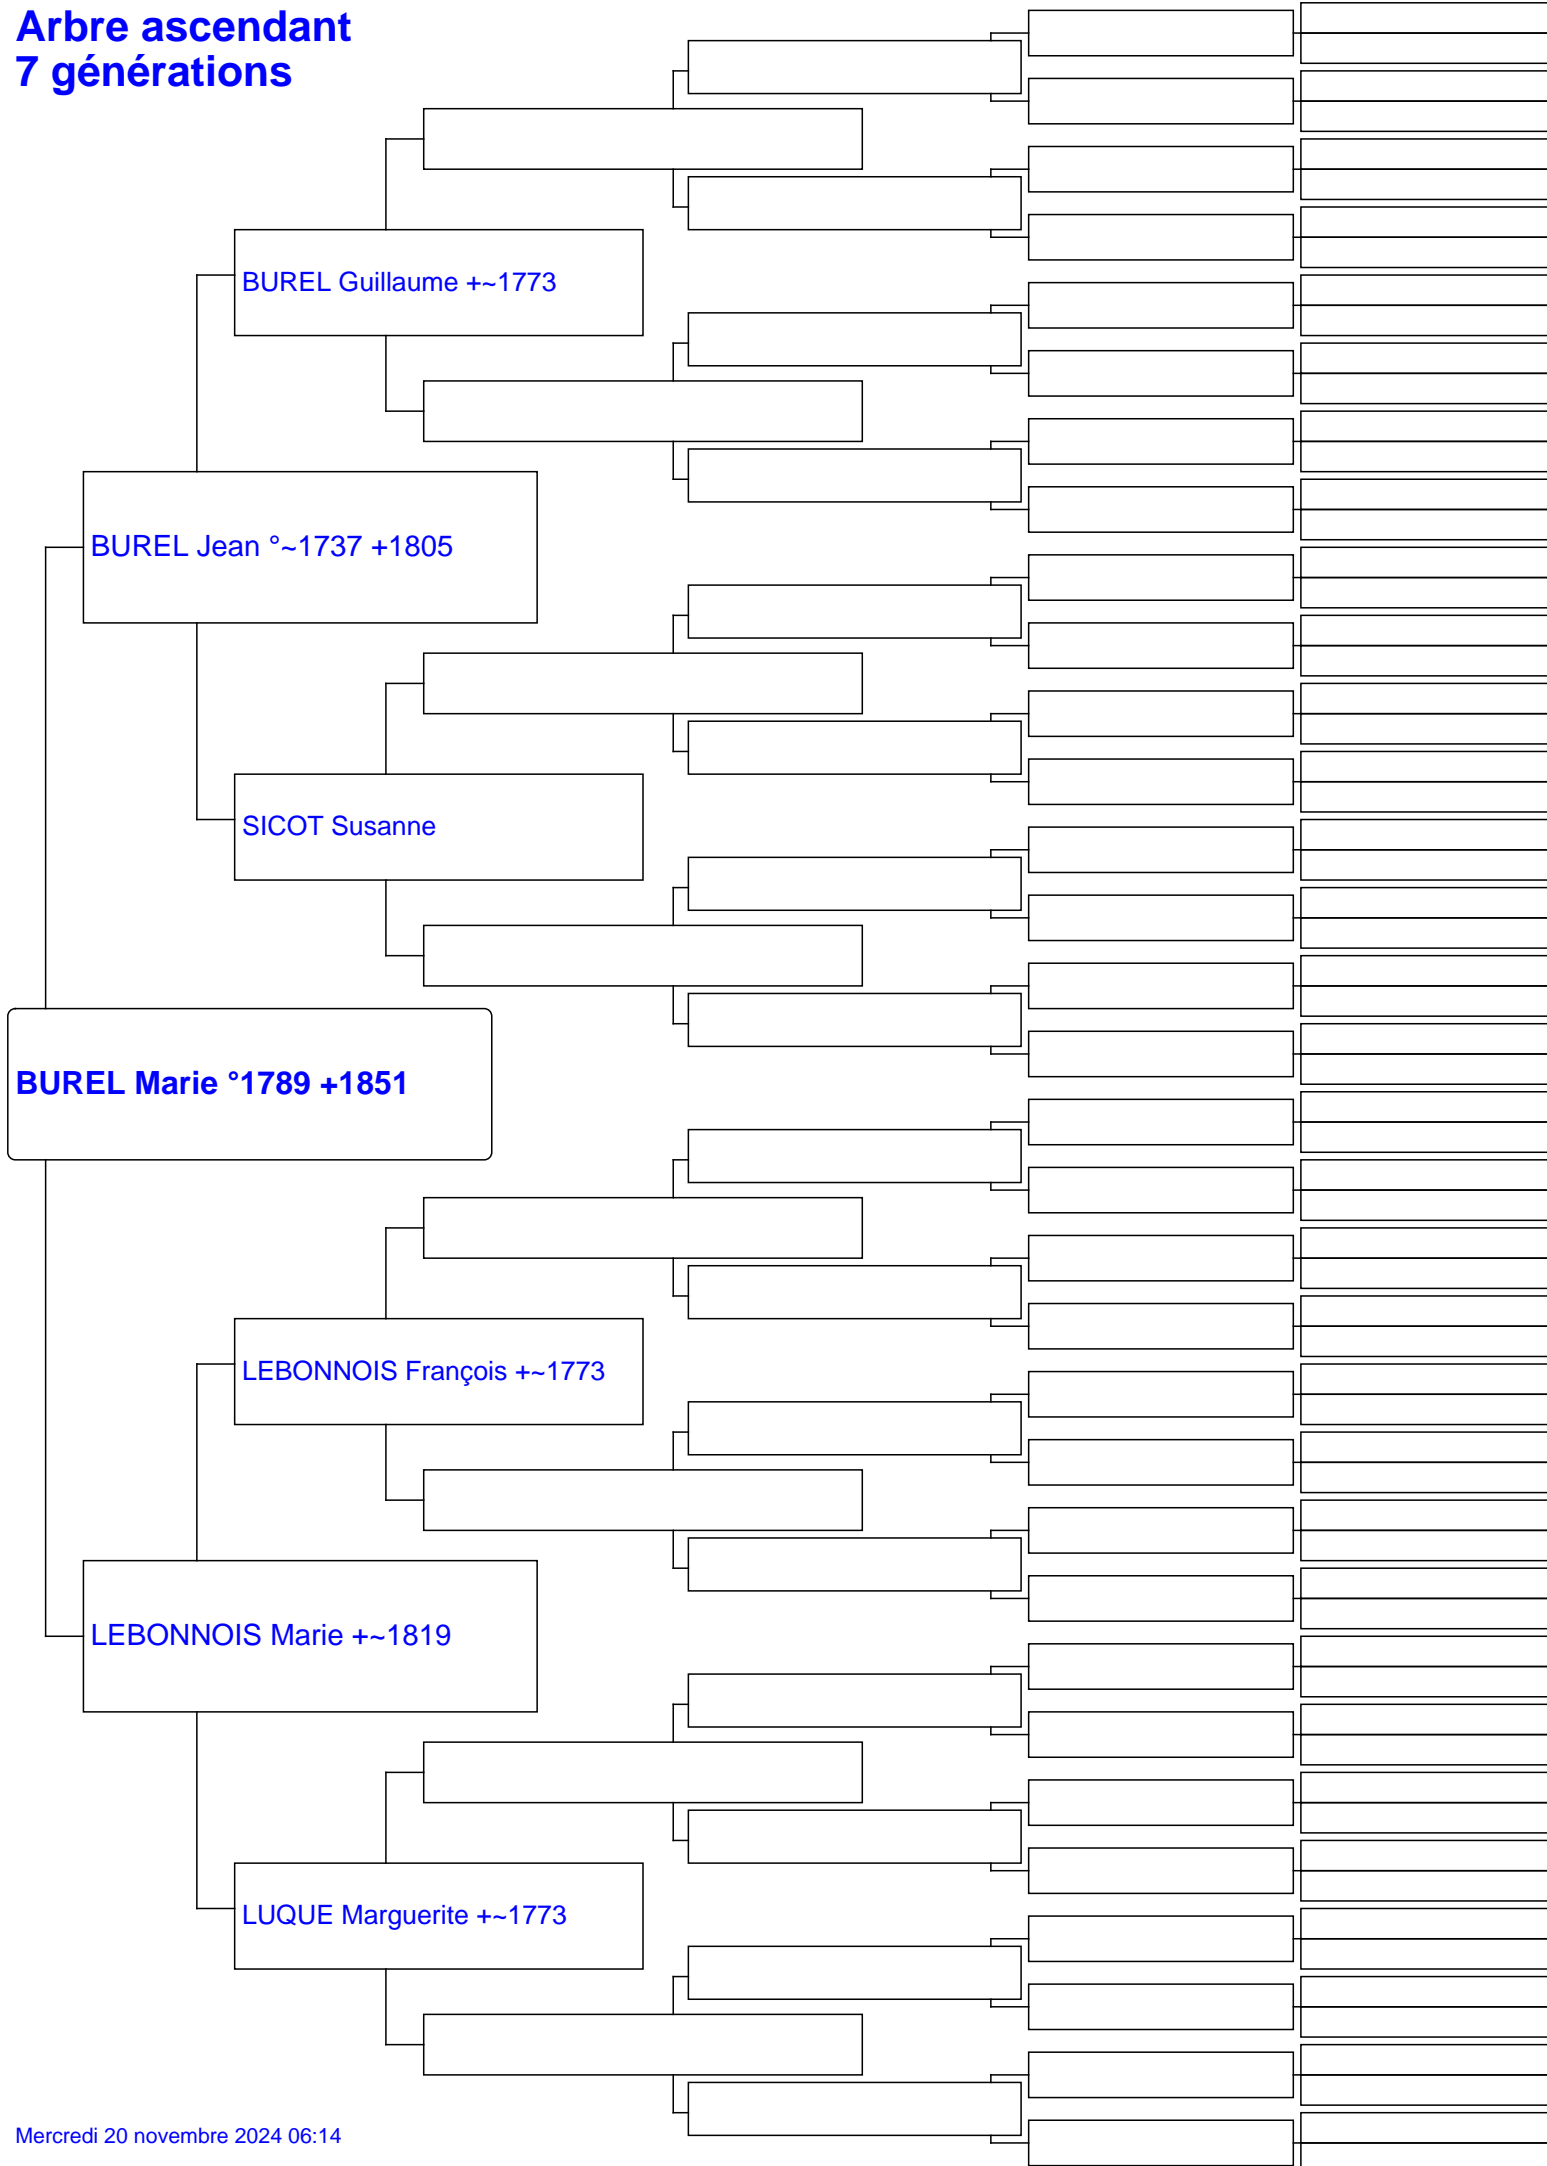 Arbre ascendant
7 générations
BUREL Guillaume +~1773
BUREL Jean °~1737 +1805
SICOT Susanne
BUREL Marie °1789 +1851
LEBONNOIS François +~1773
LEBONNOIS Marie +~1819
LUQUE Marguerite +~1773
Mercredi 20 novembre 2024 06:14